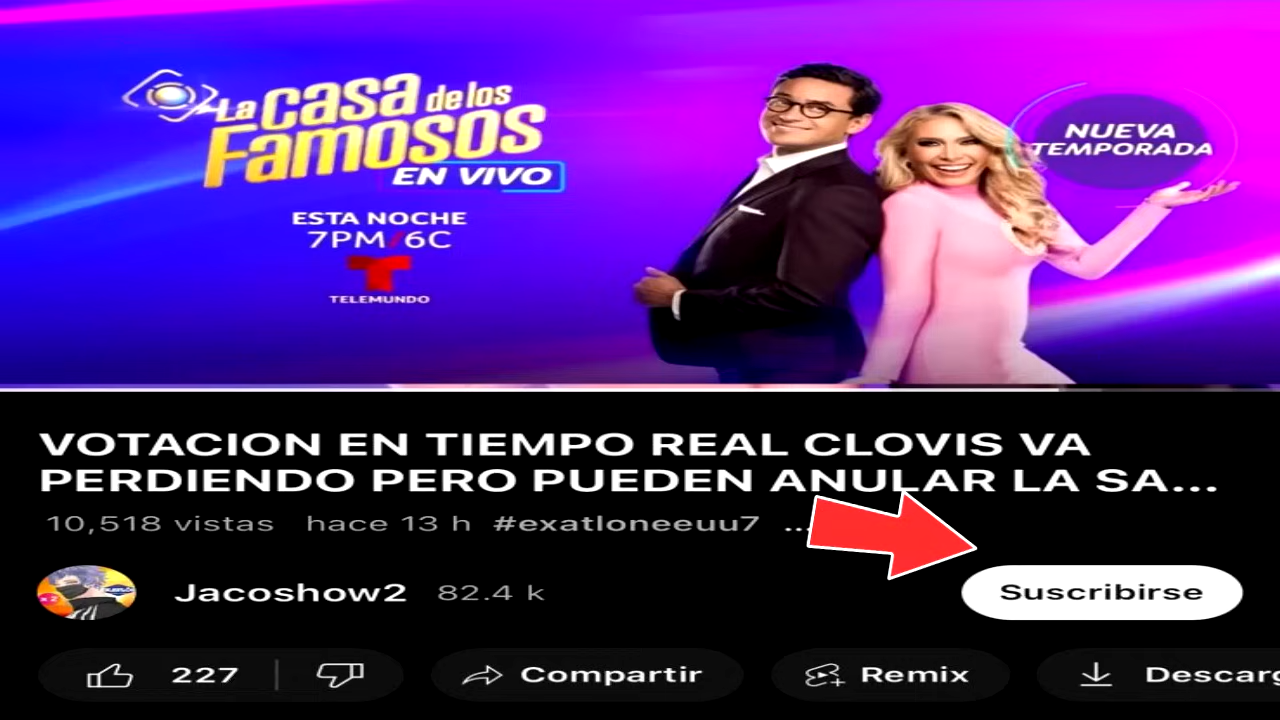 La casa de los
Famosos
EN VIVO
ESTA NOCHE
7PM/6C
TELEMUNDO
NUEVA
TEMPORADA
VOTACION EN TIEMPO REAL CLOVIS VA
PERDIENDO PERO PUEDEN ANULAR LA SA...
10,518 vistas hace 13 h #exatloneeuu7 ...
Jacoshow2 82.4 k
Suscribirse
227 Compartir Remix Descarg